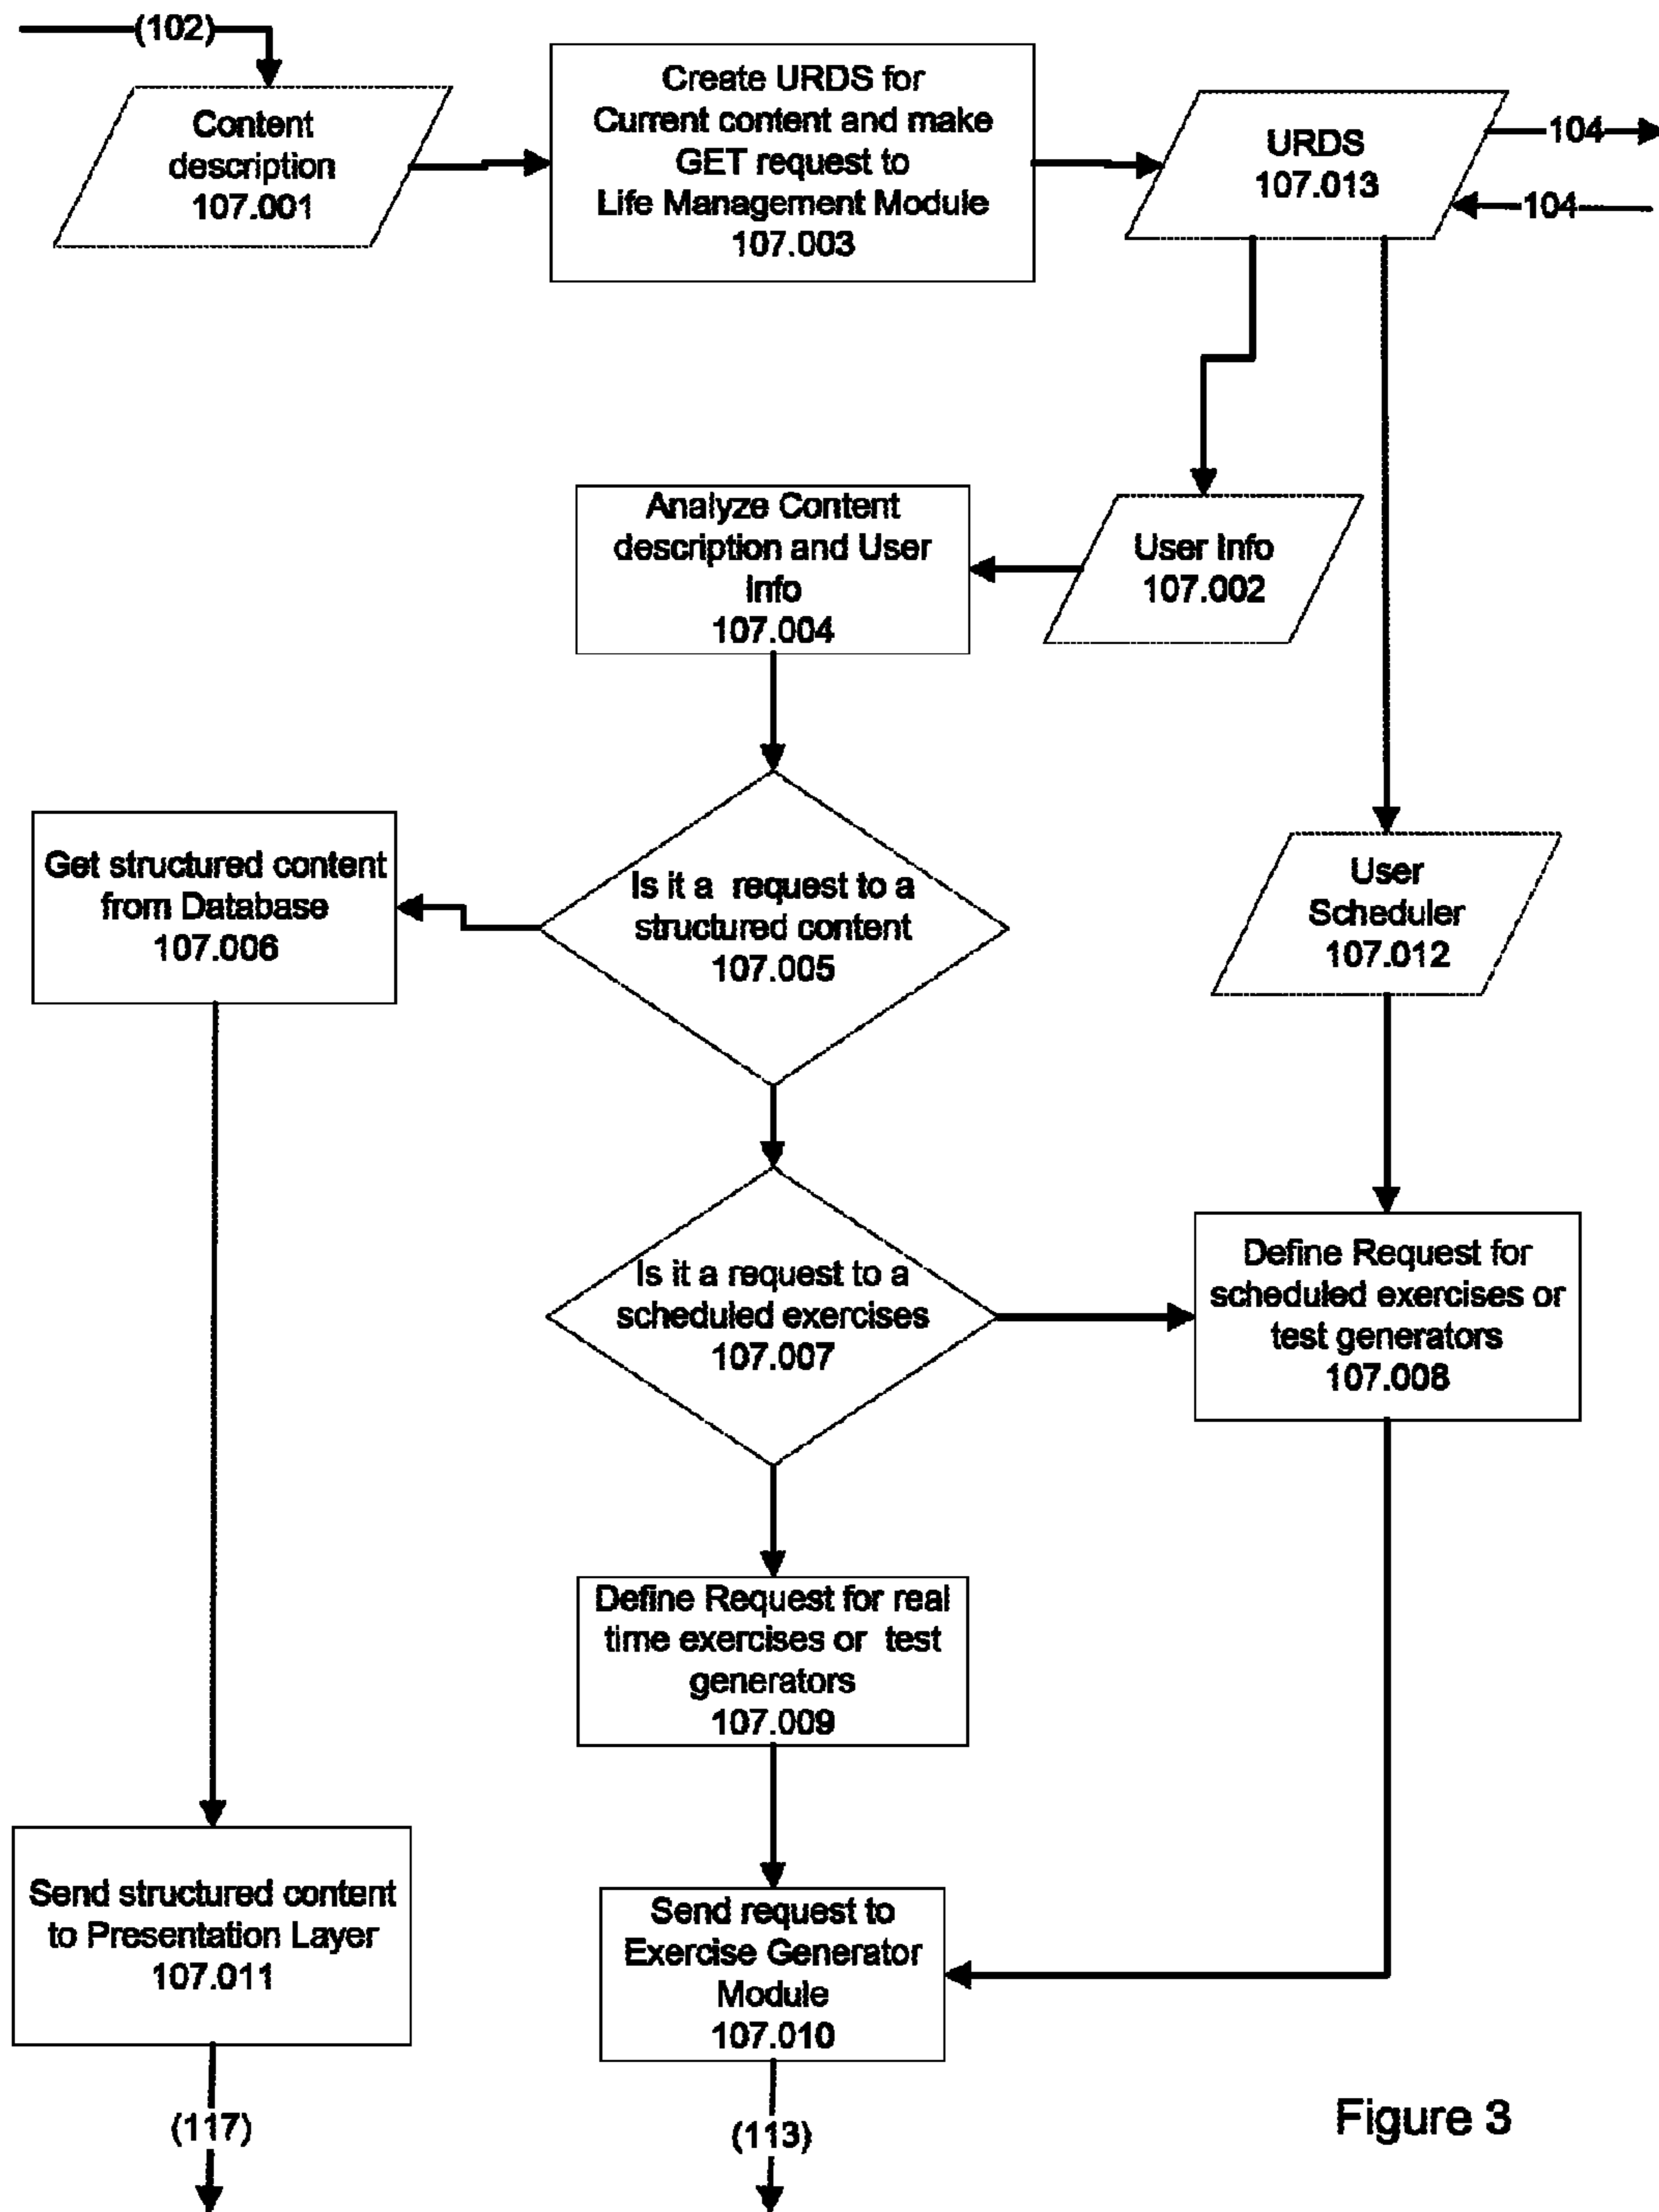 (102)
Content
description
107.001
Create URDS for
Current content and make
GET request to
Life Management Module
107.003
URDS
107.013
104
104
Analyze Content
description and User
Info
107.004
User Info
107.002
Get structured content
from Database
107.006
Is it a request to a
structured content
107.005
User
Scheduler
107.012
Is it a request to a
scheduled exercises
107.007
Define Request for
scheduled exercises or
test generators
107.008
Define Request for real
time exercises or test
generators
107.009
Send structured content
to Presentation Layer
107.011
Send request to
Exercise Generator
Module
107.010
(117)
(113)
Figure 3